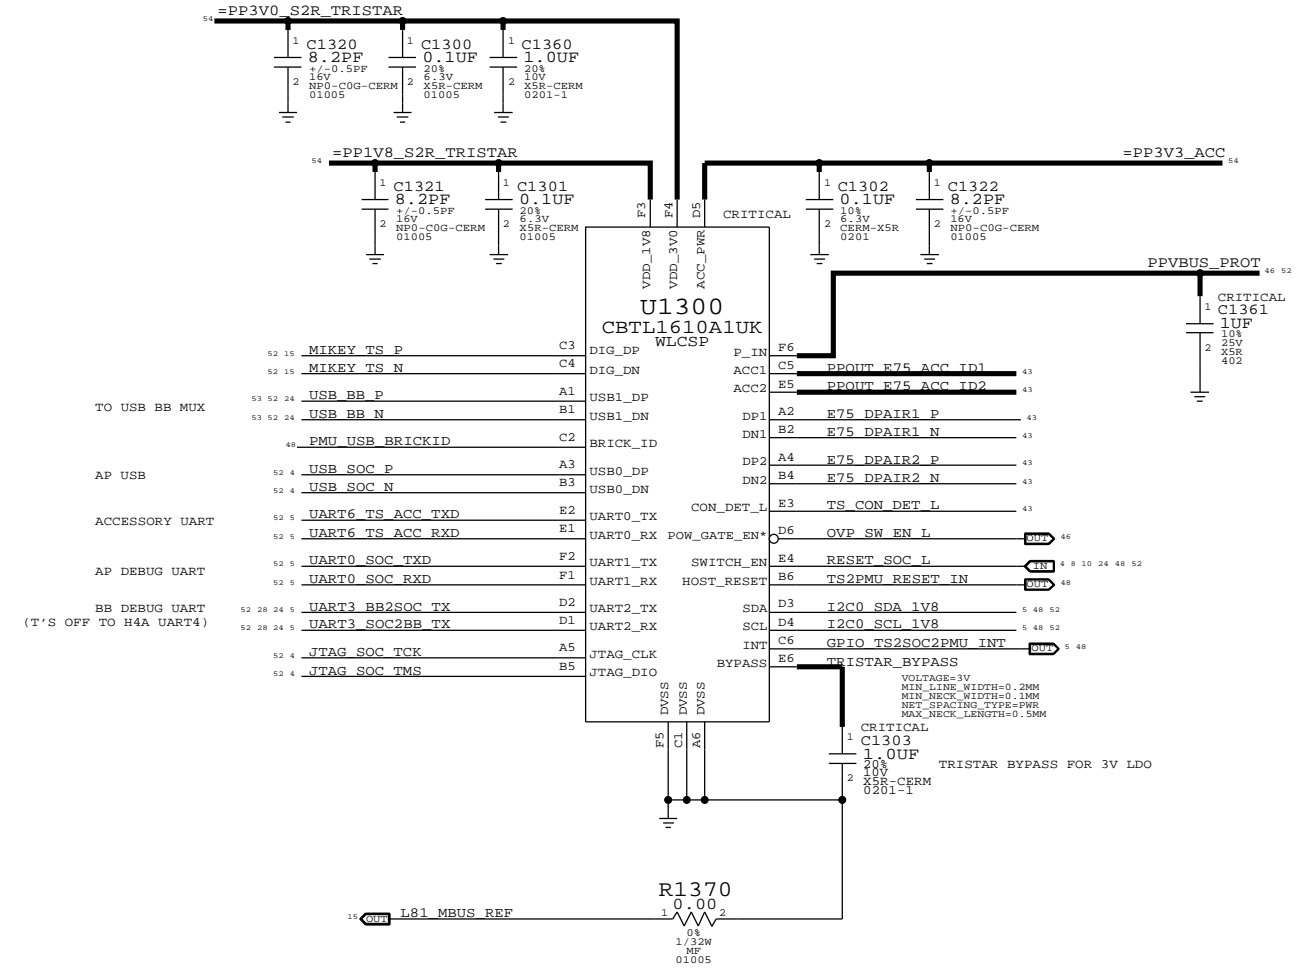 =PP3V0_S2R_TRISTAR
54
1
C1320
8.2PF
+/-0.5PF
16V
2
NP0-C0G-CERM
01005
1
C1300
0.1UF
20%
6.3V
2
X5R-CERM
01005
1
C1360
1.0UF
20%
10V
2
X5R-CERM
0201-1
=PP1V8_S2R_TRISTAR
54
1
C1321
8.2PF
+/-0.5PF
16V
2
NP0-C0G-CERM
01005
1
C1301
0.1UF
20%
6.3V
2
X5R-CERM
01005
=PP3V3_ACC
54
1
C1302
0.1UF
10%
6.3V
2
CERM-X5R
0201
1
C1322
8.2PF
+/-0.5PF
16V
2
NP0-C0G-CERM
01005
F3
F4
D5
CRITICAL
VDD_1V8
VDD_3V0
ACC_PWR
U1300
CBTL1610A1UK
WLCSP
PPVBUS_PROT
46 52
CRITICAL
1
C1361
1UF
10%
25V
2
X5R
402
52 15 MIKEY_TS_P C3 DIG_DP
52 15 MIKEY_TS_N C4 DIG_DN
TO USB BB MUX
53 52 24 USB_BB_P A1 USB1_DP
53 52 24 USB_BB_N B1 USB1_DN
48 PMU_USB_BRICKID C2 BRICK_ID
AP USB
52 4 USB_SOC_P A3 USB0_DP
52 4 USB_SOC_N B3 USB0_DN
ACCESSORY UART
52 5 UART6_TS_ACC_TXD E2 UART0_TX
52 5 UART6_TS_ACC_RXD E1 UART0_RX
AP DEBUG UART
52 5 UART0_SOC_TXD F2 UART1_TX
52 5 UART0_SOC_RXD F1 UART1_RX
BB DEBUG UART
(T'S OFF TO H4A UART4)
52 28 24 5 UART3_BB2SOC_TX D2 UART2_TX
52 28 24 5 UART3_SOC2BB_TX D1 UART2_RX
52 4 JTAG_SOC_TCK A5 JTAG_CLK
52 4 JTAG_SOC_TMS B5 JTAG_DIO
P_IN F6
ACC1 C5 PPOUT_E75_ACC_ID1 43
ACC2 E5 PPOUT_E75_ACC_ID2 43
DP1 A2 E75_DPAIR1_P 43
DN1 B2 E75_DPAIR1_N 43
DP2 A4 E75_DPAIR2_P 43
DN2 B4 E75_DPAIR2_N 43
CON_DET_L E3 TS_CON_DET_L 43
POW_GATE_EN* D6 OVP_SW_EN_L OUT 46
SWITCH_EN E4 RESET_SOC_L IN 4 8 10 24 48 52
HOST_RESET B6 TS2PMU_RESET_IN OUT 48
SDA D3 I2C0_SDA_1V8 5 48 52
SCL D4 I2C0_SCL_1V8 5 48 52
INT C6 GPIO_TS2SOC2PMU_INT OUT 5 48
BYPASS E6 TRISTAR_BYPASS
VOLTAGE=3V
MIN_LINE_WIDTH=0.2MM
MIN_NECK_WIDTH=0.1MM
NET_SPACING_TYPE=PWR
MAX_NECK_LENGTH=0.5MM
DVSS
DVSS
DVSS
F5
C1
A6
CRITICAL
1
C1303
1.0UF
20%
10V
2
X5R-CERM
0201-1
TRISTAR BYPASS FOR 3V LDO
R1370
0.00
15 OUT L81_MBUS_REF 1 2
0%
1/32W
MF
01005